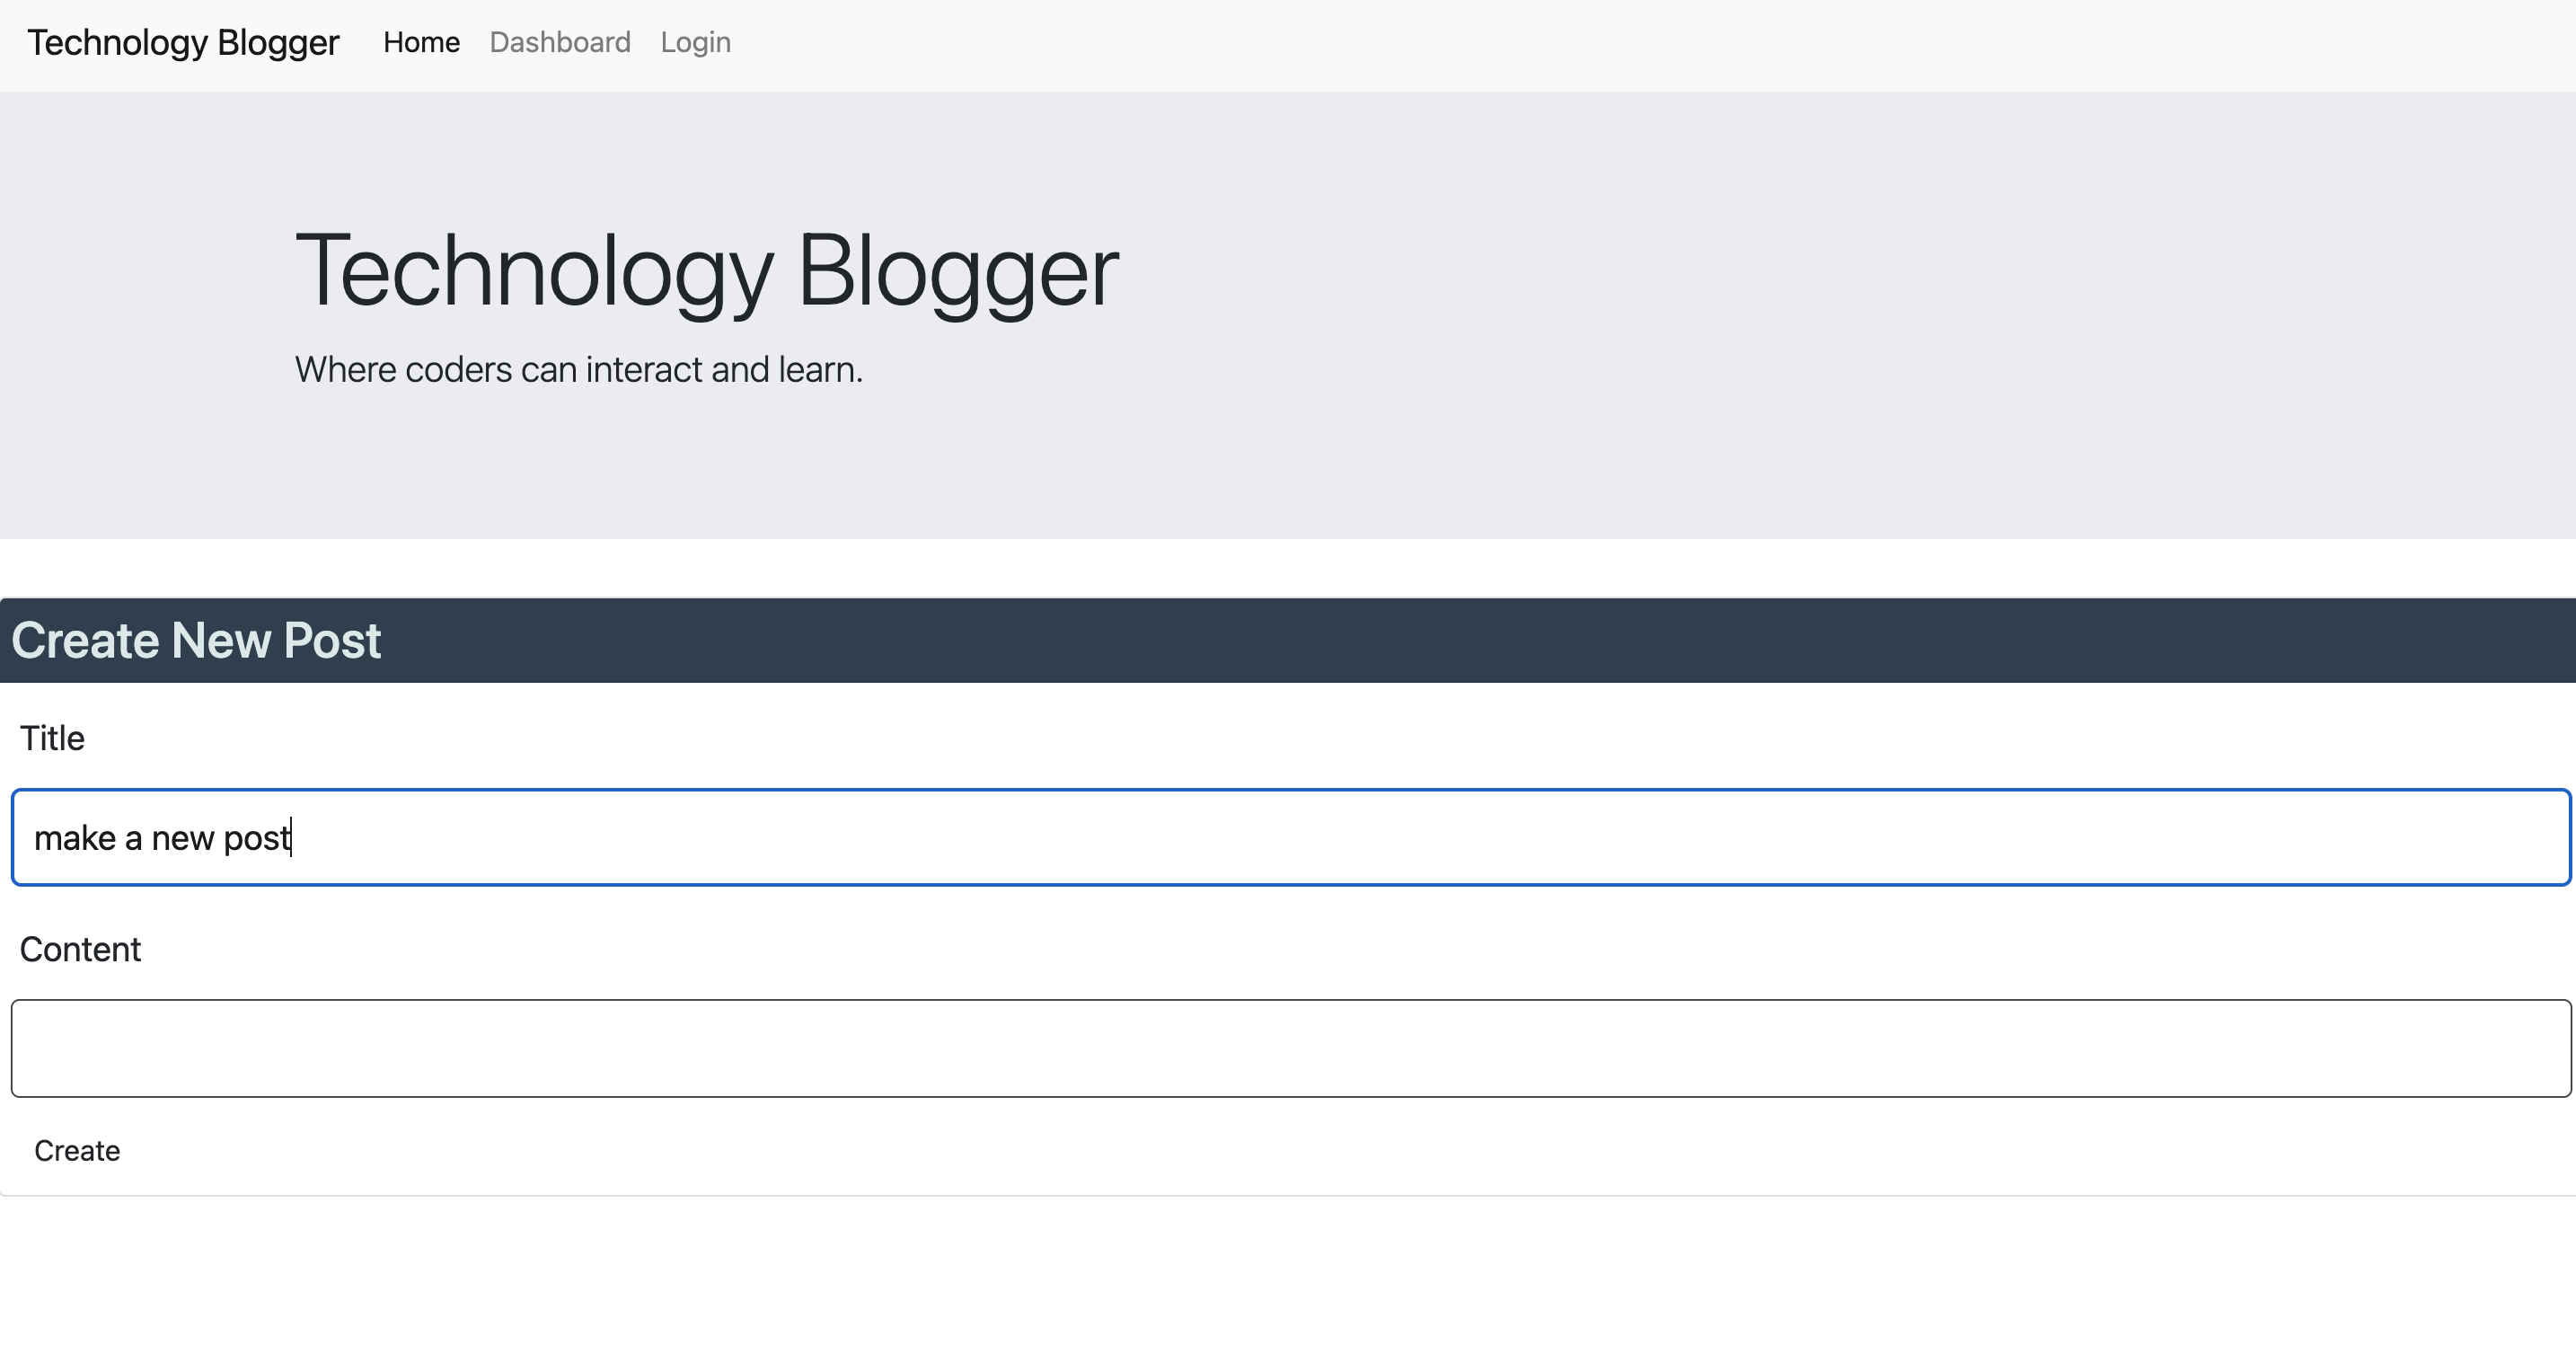 Technology Blogger Home Dashboard Login
Technology Blogger
Where coders can interact and learn.
Create New Post
Title
make a new post
Content
Create